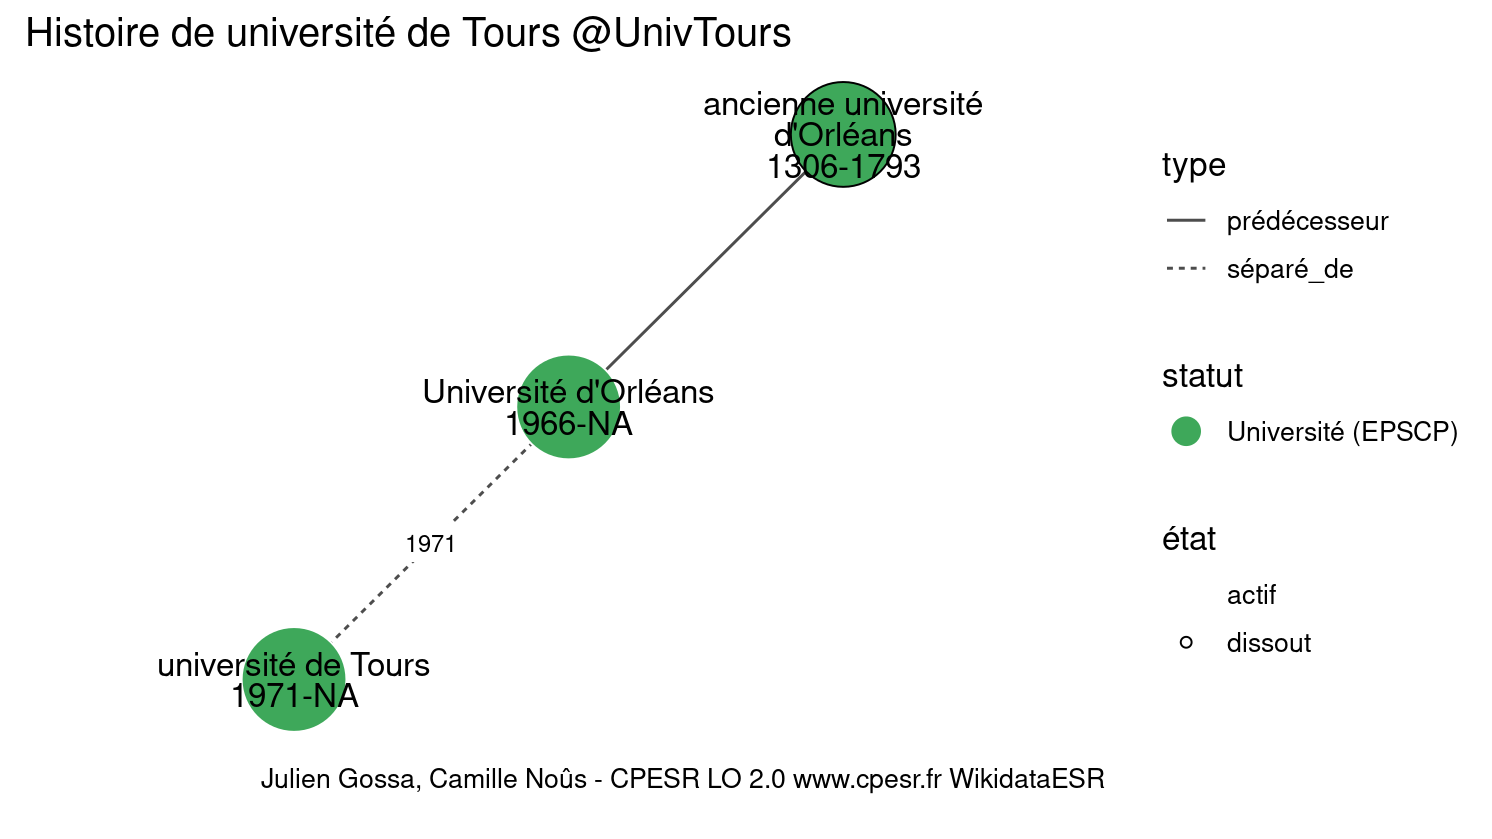 Histoire de université de Tours @UnivTours
ancienne université
d'Orléans
1306-1793
Université d'Orléans
1966-NA
1971
université de Tours
1971-NA
type
prédécesseur
séparé_de
statut
Université (EPSCP)
état
actif
dissout
Julien Gossa, Camille Noûs - CPESR LO 2.0 www.cpesr.fr WikidataESR